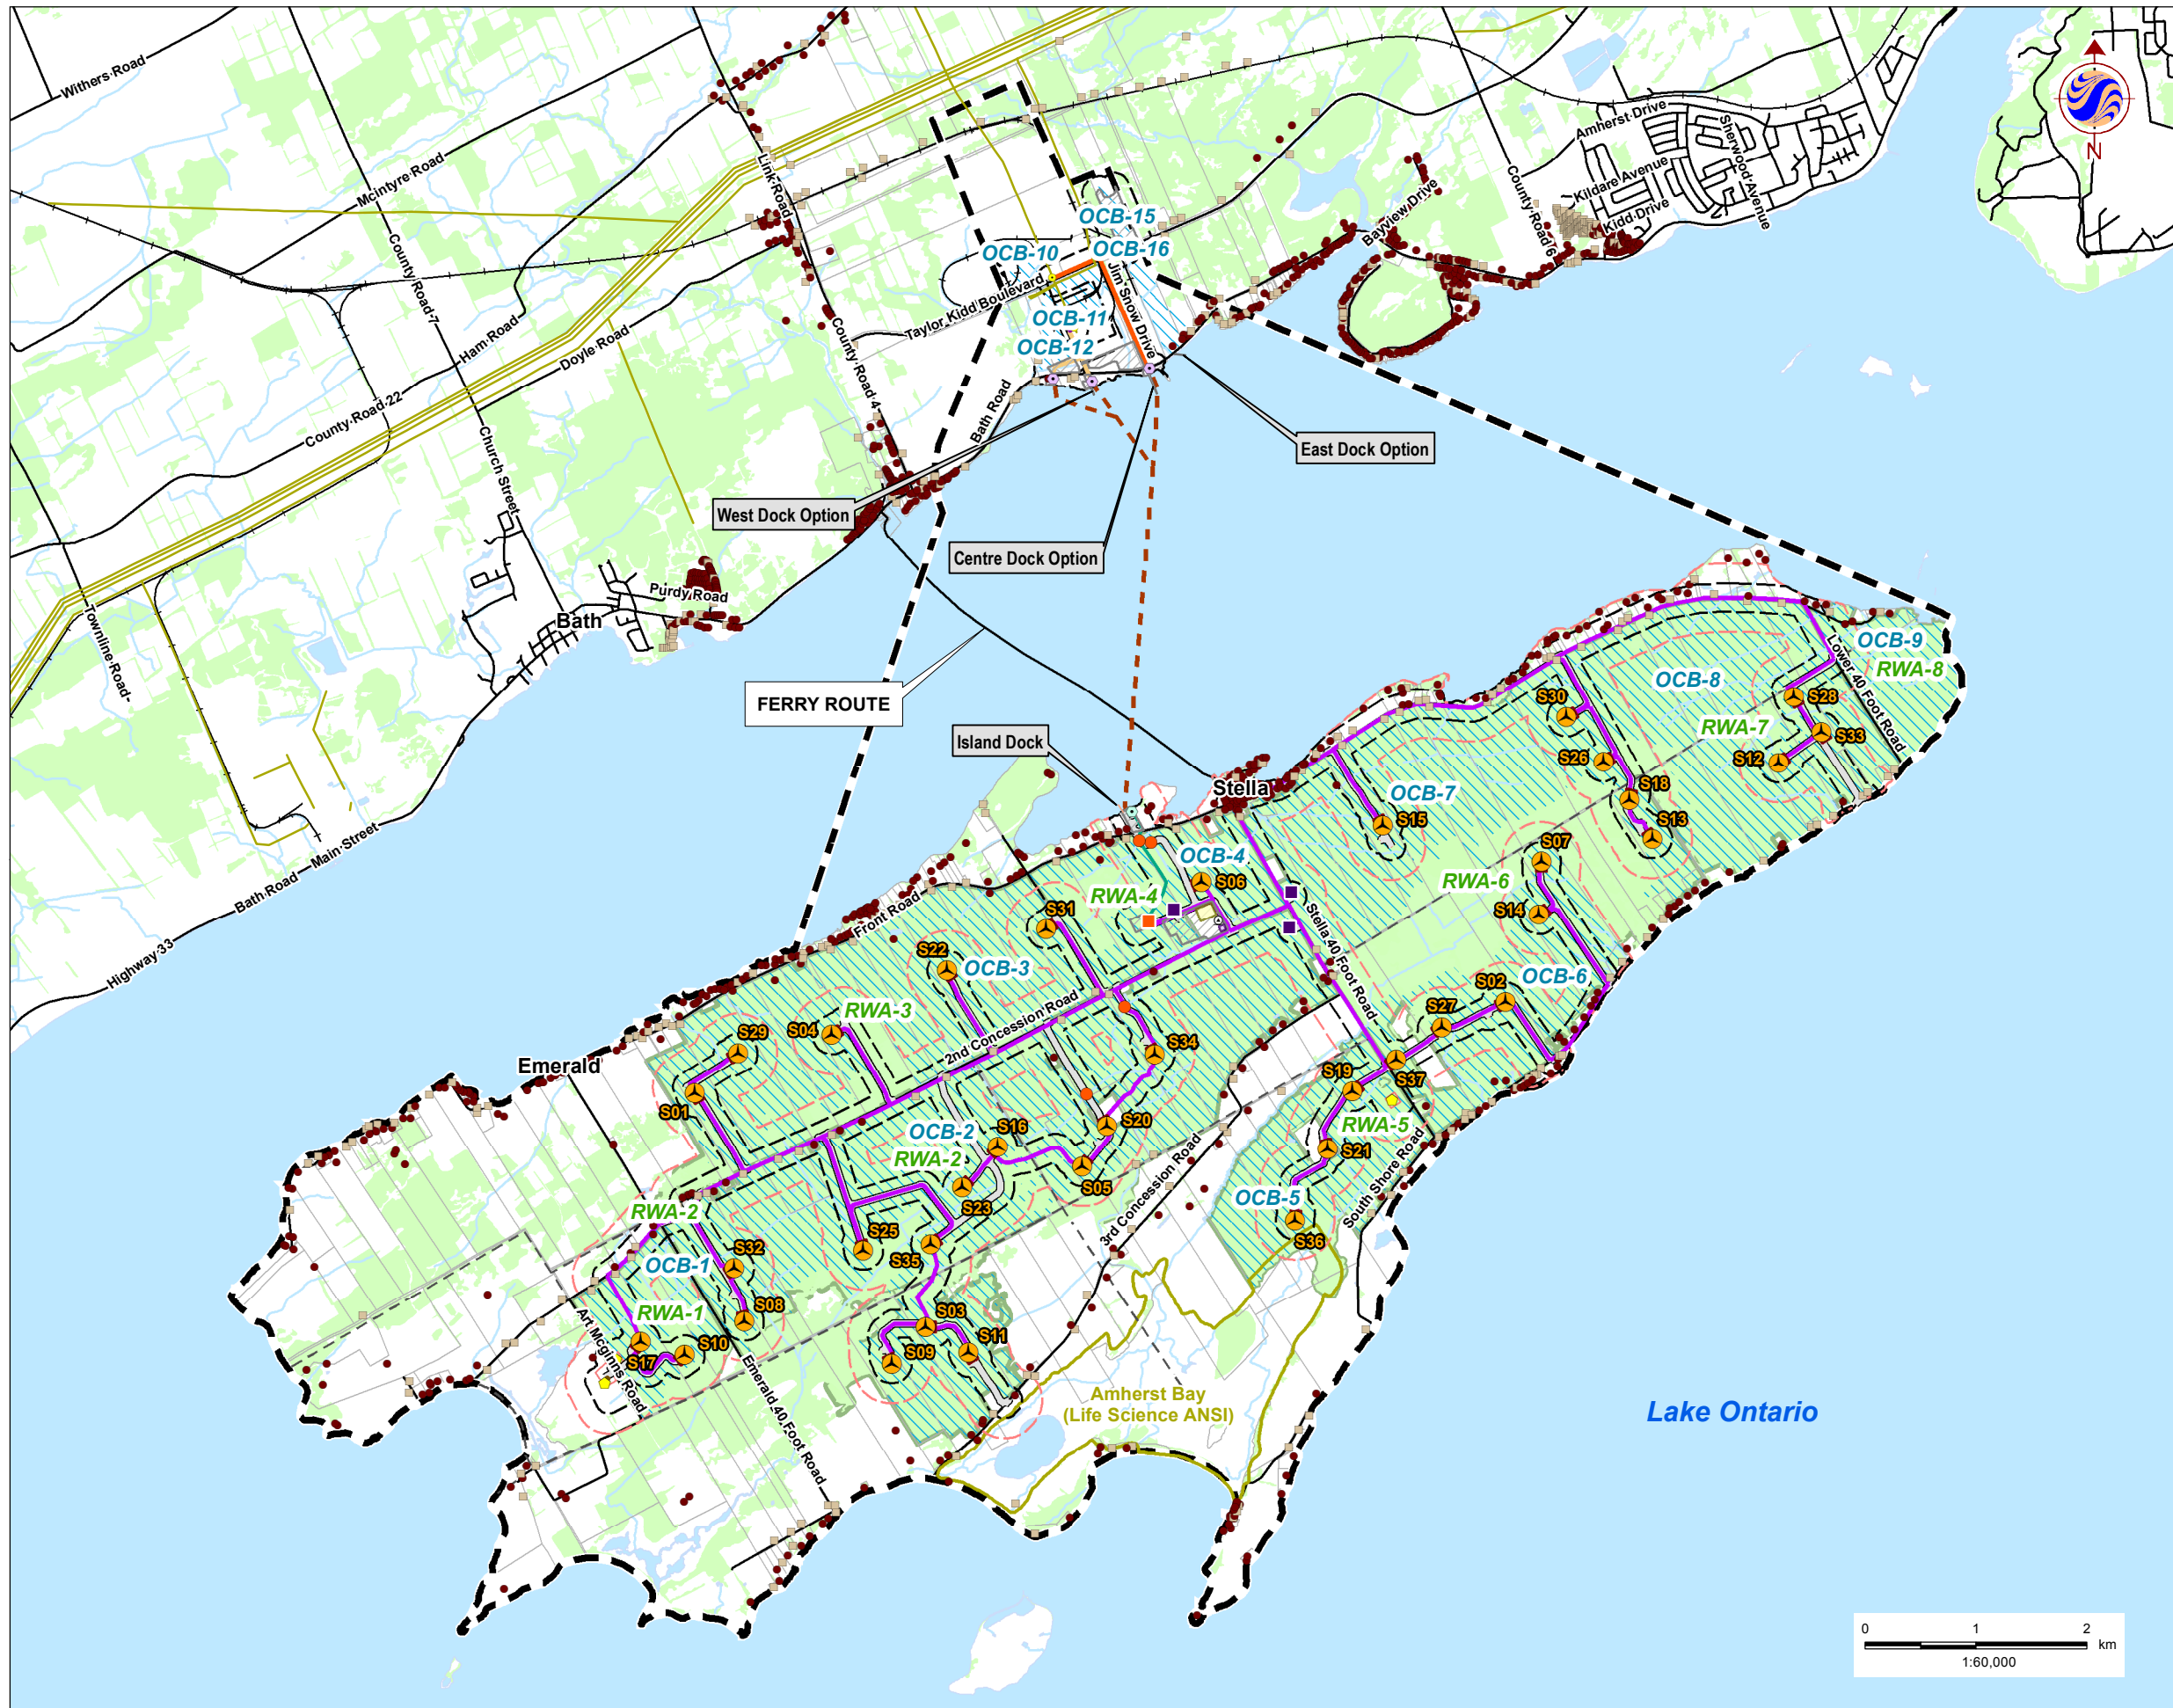 Withers Road
Mcintyre Road
Link Road
County Road 7
Ham Road
Doyle Road
County Road 22
Church Street
County Road 4
Taylor Kidd Boulevard
Bath Road
Jim Snow Drive
Bayview Drive
County Road 6
Amherst Drive
Sherwood Avenue
Kildare Avenue
Kidd Drive
N
OCB-15
OCB-16
OCB-10
OCB-11
OCB-12
East Dock Option
West Dock Option
Centre Dock Option
Townline Road
Purdy Road
Bath
FERRY ROUTE
Island Dock
Stella
Main Street
Bath Road
Highway 33
Front Road
OCB-9
RWA-8
Lower 40 Foot Road
OCB-8
RWA-7
S28
S33
S12
S30
S26
S18
S13
OCB-7
S15
S07
RWA-6
S14
OCB-6
S02
S27
OCB-4
S06
RWA-4
Stella 40 Foot Road
S31
S22
OCB-3
RWA-3
S04
S29
S01
Emerald
2nd Concession Road
S34
S37
S19
RWA-5
S21
OCB-5
S36
South Shore Road
3rd Concession Road
S20
S05
S16
OCB-2
RWA-2
S23
S25
S35
RWA-2
OCB-1
S32
S08
RWA-1
S17
S10
Art Mcginns Road
Emerald 40 Foot Road
S03
S11
S09
Amherst Bay
(Life Science ANSI)
Lake Ontario
0 1 2
km
1:60,000